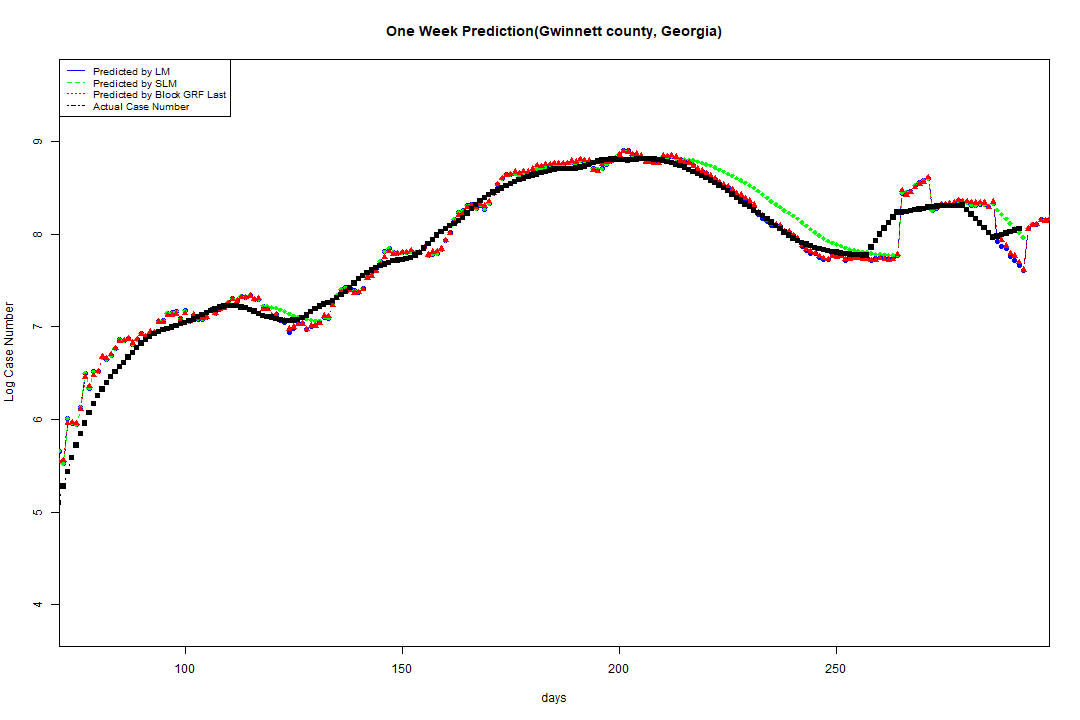 One Week Prediction(Gwinnett county, Georgia)
Predicted by LM
Predicted by SLM
Predicted by Block GRF Last
Actual Case Number
9
8
7
6
5
4
Log Case Number
100 150 200 250
days